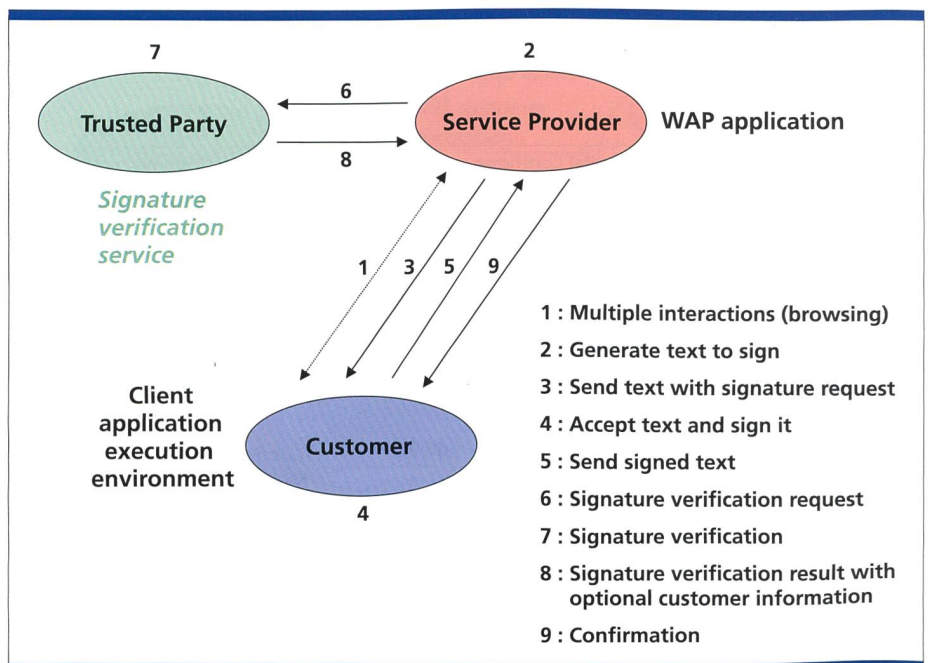 7
2
6
Trusted Party
Service Provider
WAP application
8
Signature
verification
service
1
3
5
9
1 : Multiple interactions (browsing)
2 : Generate text to sign
3 : Send text with signature request
4 : Accept text and sign it
5 : Send signed text
6 : Signature verification request
7 : Signature verification
8 : Signature verification result with
optional customer information
9 : Confirmation
Client
application
execution
environment
Customer
4